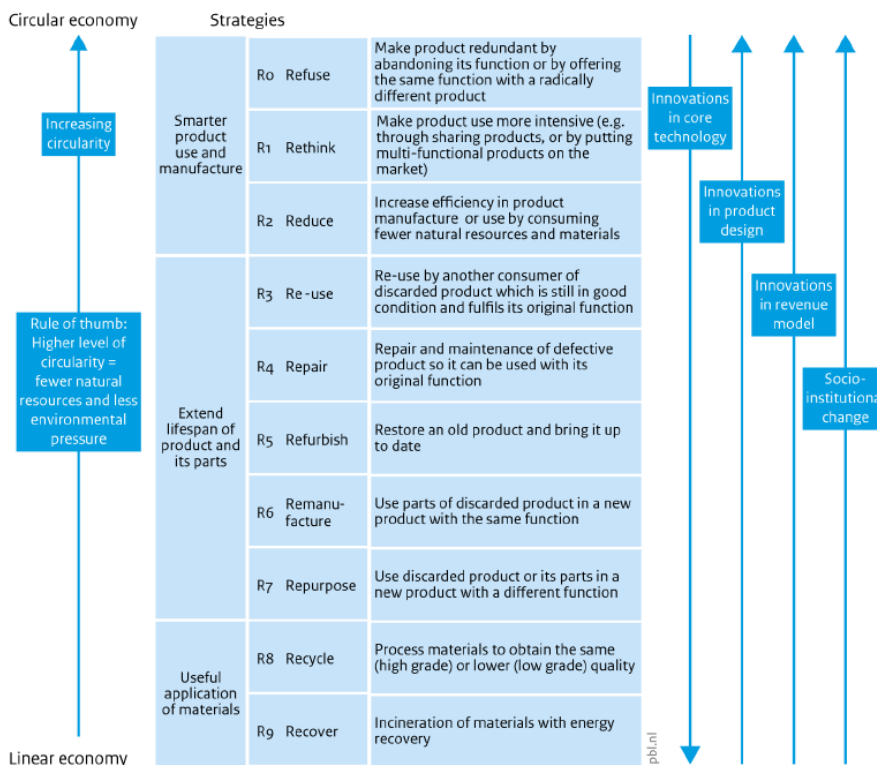 Circular economy
Strategies
Increasing
circularity
Rule of thumb:
Higher level of
circularity =
fewer natural
resources and less
environmental
pressure
Linear economy
Smarter
product
use and
manufacture
R0 Refuse
Make product redundant by
abandoning its function or by offering
the same function with a radically
different product
R1 Rethink
Make product use more intensive (e.g.
through sharing products, or by putting
multi-functional products on the
market)
R2 Reduce
Increase efficiency in product
manufacture or use by consuming
fewer natural resources and materials
Extend
lifespan of
product and
its parts
R3 Re-use
Re-use by another consumer of
discarded product which is still in good
condition and fulfils its original function
R4 Repair
Repair and maintenance of defective
product so it can be used with its
original function
R5 Refurbish
Restore an old product and bring it up
to date
R6 Remanu-
facture
Use parts of discarded product in a new
product with the same function
R7 Repurpose
Use discarded product or its parts in a
new product with a different function
Useful
application
of materials
R8 Recycle
Process materials to obtain the same
(high grade) or lower (low grade) quality
R9 Recover
Incineration of materials with energy
recovery
pbl.nl
Innovations
in core
technology
Innovations
in product
design
Innovations
in revenue
model
Socio-
institutional
change